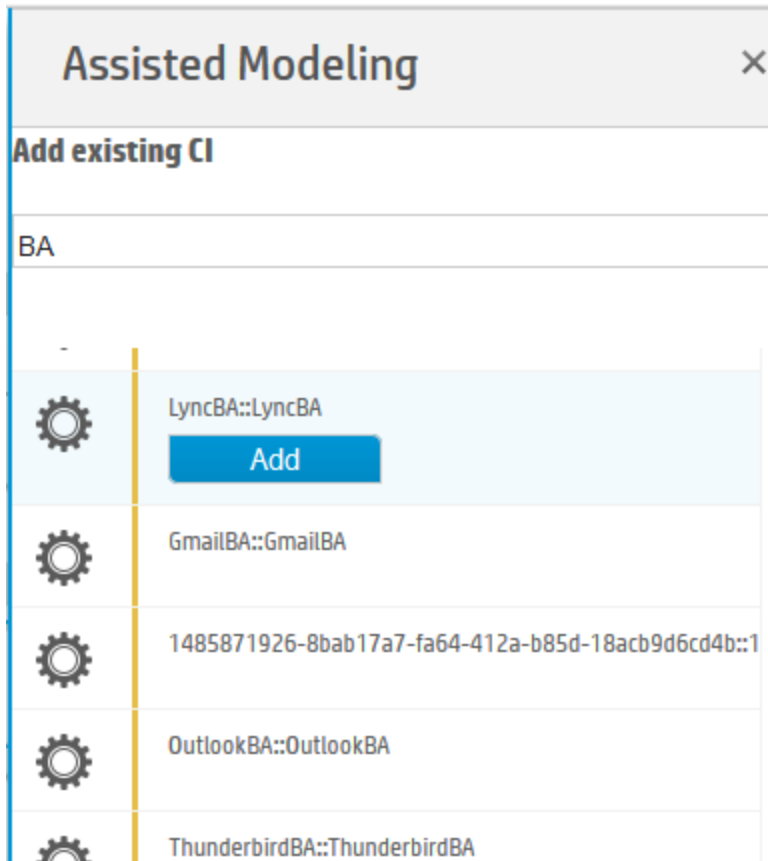 Assisted Modeling
Add existing CI
BA
LyncBA::LyncBA
Add
GmailBA::GmailBA
1485871926-8bab17a7-fa64-412a-b85d-18acb9d6cd4b::1
OutlookBA::OutlookBA
ThunderbirdBA::ThunderbirdBA